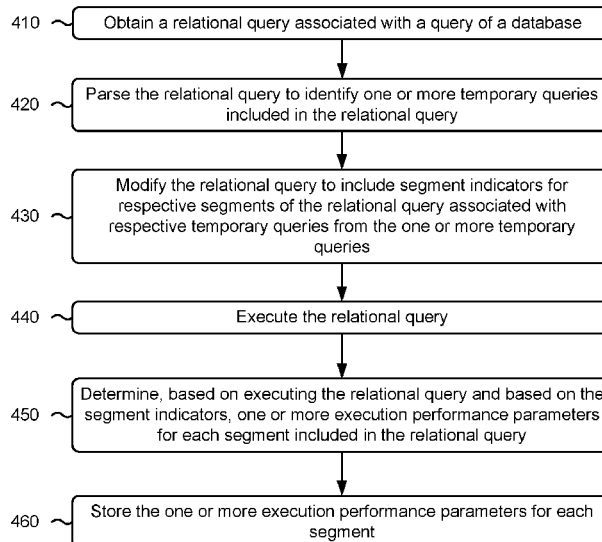 410
Obtain a relational query associated with a query of a database
420
Parse the relational query to identify one or more temporary queries
included in the relational query
430
Modify the relational query to include segment indicators for
respective segments of the relational query associated with
respective temporary queries from the one or more temporary
queries
440
Execute the relational query
450
Determine, based on executing the relational query and based on the
segment indicators, one or more execution performance parameters
for each segment included in the relational query
460
Store the one or more execution performance parameters for each
segment